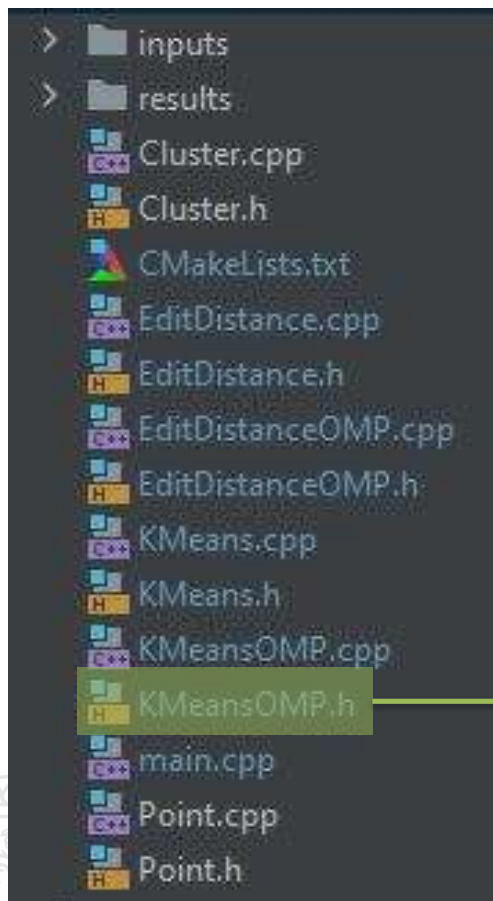 inputs
results
C++ Cluster.cpp
H Cluster.h
CMakeLists.txt
C++ EditDistance.cpp
H EditDistance.h
C++ EditDistanceOMP.cpp
H EditDistanceOMP.h
C++ KMeans.cpp
H KMeans.h
C++ KMeansOMP.cpp
H KMeansOMP.h
C++ main.cpp
C++ Point.cpp
H Point.h